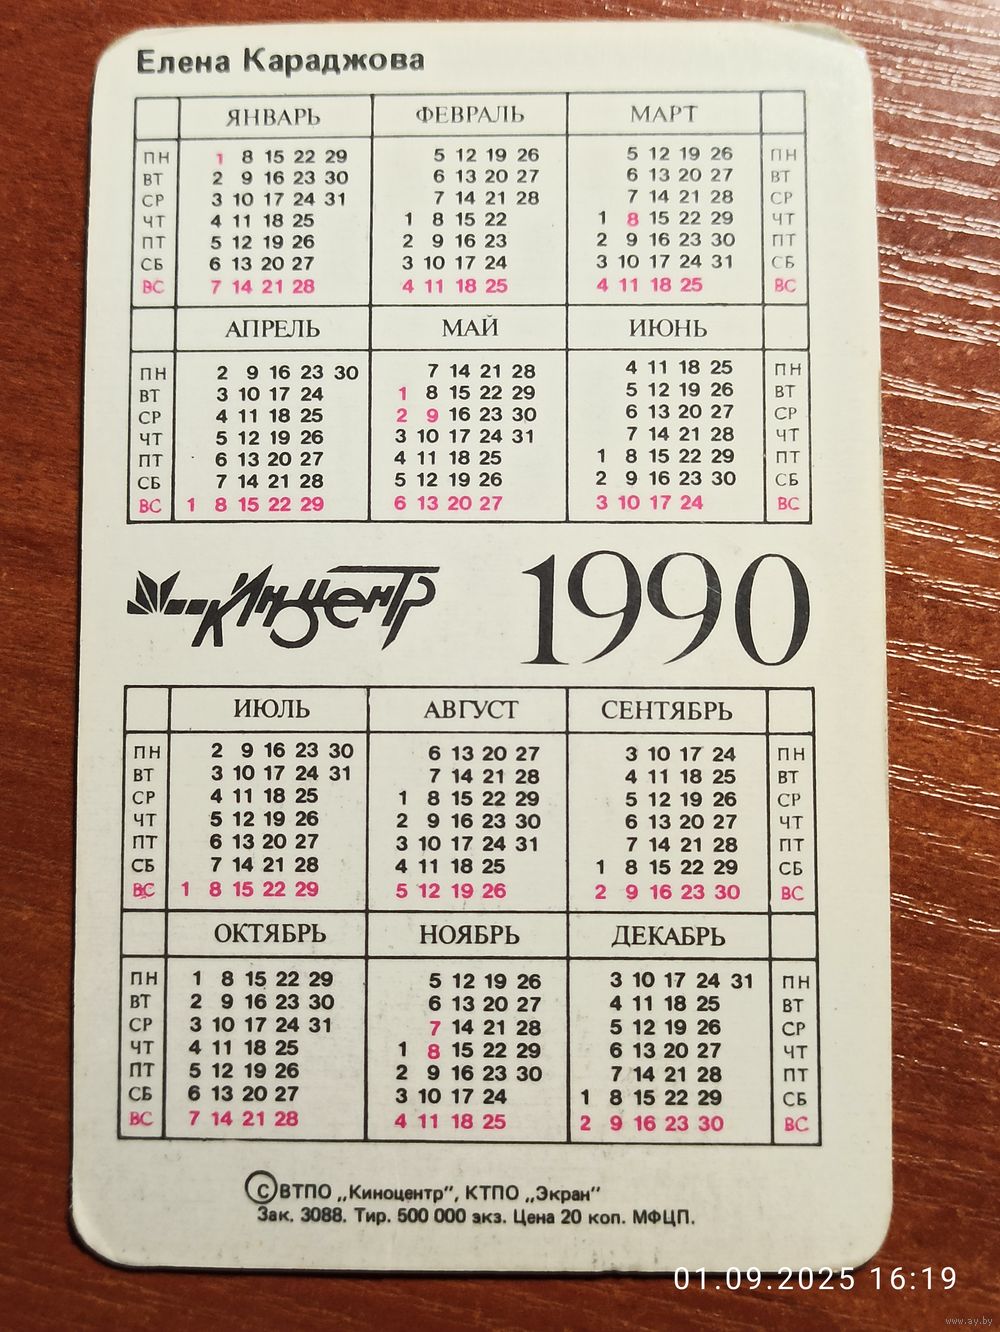 Елена Караджова
ЯНВАРЬ ФЕВРАЛЬ МАРТ
ПН 1 8 15 22 29 5 12 19 26 5 12 19 26 ПН
ВТ 2 9 16 23 30 6 13 20 27 6 13 20 27 ВТ
СР 3 10 17 24 31 7 14 21 28 7 14 21 28 СР
ЧТ 4 11 18 25 1 8 15 22 1 8 15 22 29 ЧТ
ПТ 5 12 19 26 2 9 16 23 2 9 16 23 30 ПТ
СБ 6 13 20 27 3 10 17 24 3 10 17 24 31 СБ
ВС 7 14 21 28 4 11 18 25 4 11 18 25 ВС
АПРЕЛЬ МАЙ ИЮНЬ
ПН 2 9 16 23 30 7 14 21 28 4 11 18 25 ПН
ВТ 3 10 17 24 1 8 15 22 29 5 12 19 26 ВТ
СР 4 11 18 25 2 9 16 23 30 6 13 20 27 СР
ЧТ 5 12 19 26 3 10 17 24 31 7 14 21 28 ЧТ
ПТ 6 13 20 27 4 11 18 25 1 8 15 22 29 ПТ
СБ 7 14 21 28 5 12 19 26 2 9 16 23 30 СБ
ВС 1 8 15 22 29 6 13 20 27 3 10 17 24 ВС
Киноцентр 1990
ИЮЛЬ АВГУСТ СЕНТЯБРЬ
ПН 2 9 16 23 30 6 13 20 27 3 10 17 24 ПН
ВТ 3 10 17 24 31 7 14 21 28 4 11 18 25 ВТ
СР 4 11 18 25 1 8 15 22 29 5 12 19 26 СР
ЧТ 5 12 19 26 2 9 16 23 30 6 13 20 27 ЧТ
ПТ 6 13 20 27 3 10 17 24 31 7 14 21 28 ПТ
СБ 7 14 21 28 4 11 18 25 1 8 15 22 29 СБ
ВС 1 8 15 22 29 5 12 19 26 2 9 16 23 30 ВС
ОКТЯБРЬ НОЯБРЬ ДЕКАБРЬ
ПН 1 8 15 22 29 5 12 19 26 3 10 17 24 31 ПН
ВТ 2 9 16 23 30 6 13 20 27 4 11 18 25 ВТ
СР 3 10 17 24 31 7 14 21 28 5 12 19 26 СР
ЧТ 4 11 18 25 1 8 15 22 29 6 13 20 27 ЧТ
ПТ 5 12 19 26 2 9 16 23 30 7 14 21 28 ПТ
СБ 6 13 20 27 3 10 17 24 1 8 15 22 29 СБ
ВС 7 14 21 28 4 11 18 25 2 9 16 23 30 ВС
©ВТПО „Киноцентр", КТПО „Экран"
Зак. 3088. Тир. 500 000 экз. Цена 20 коп. МФЦП.
01.09.2025 16:19
www.ay.by